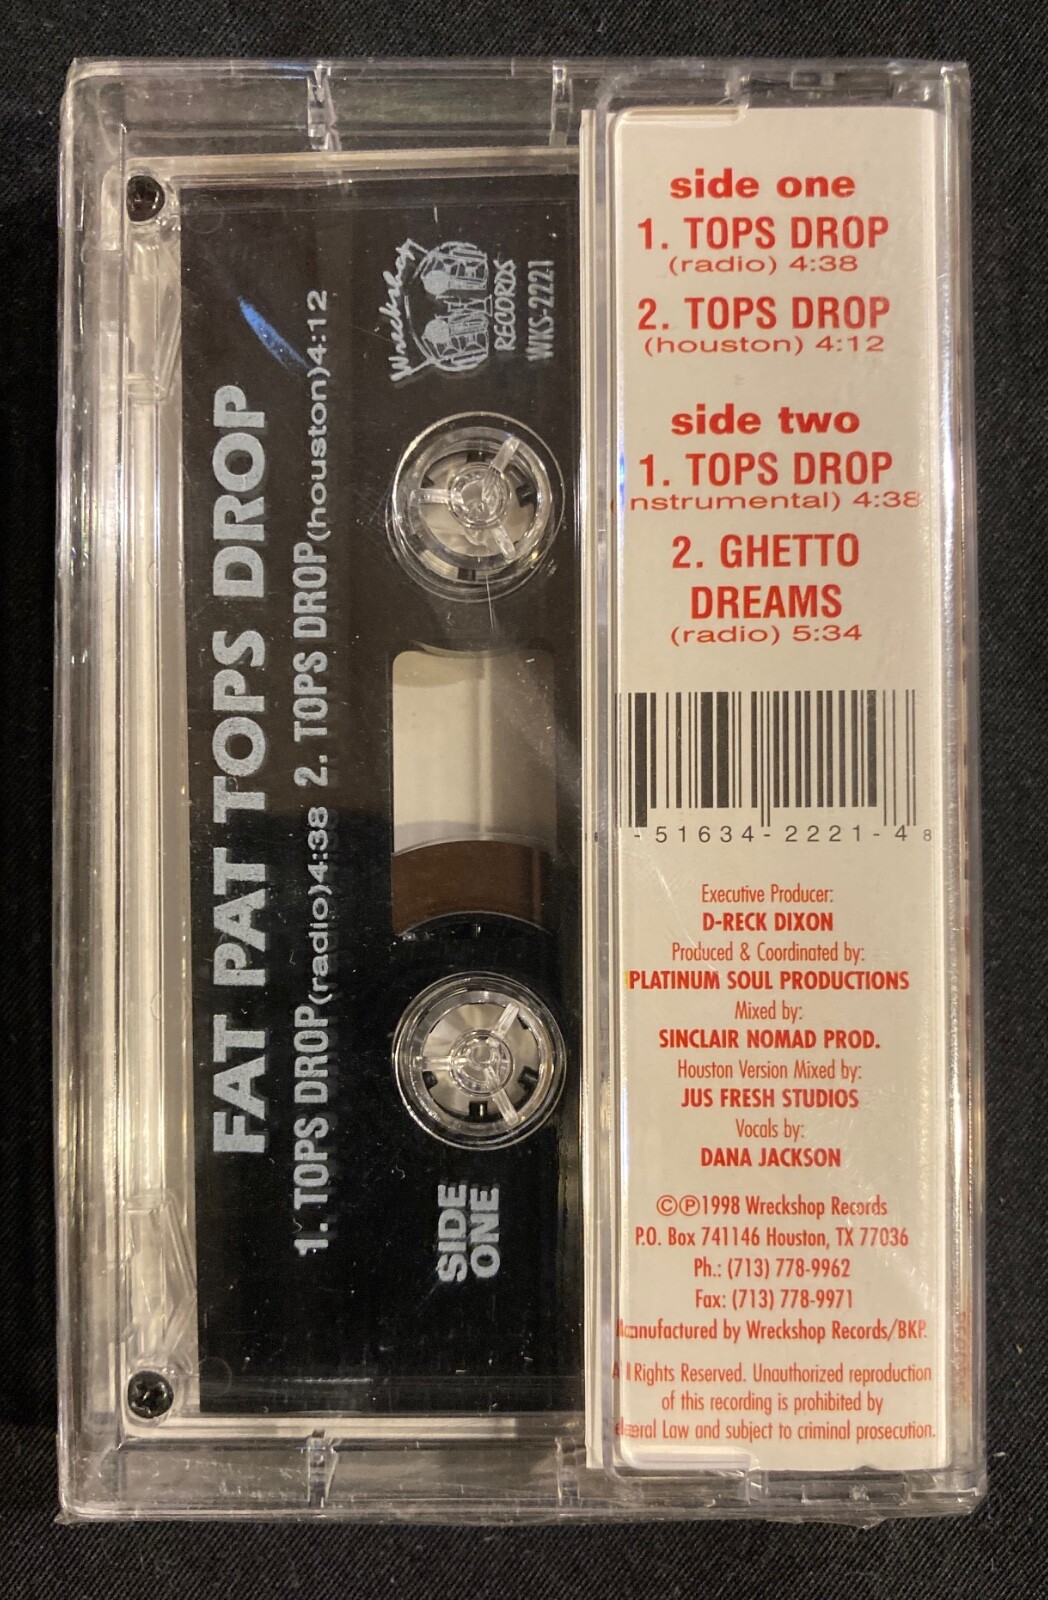 FAT PAT TOPS DROP
1. TOPS DROP(radio)4:38 2. TOPS DROP(houston)4:12
Wreckshop
RECORDS
WKS-2221
SIDE
ONE
side one
1. TOPS DROP
(radio) 4:38
2. TOPS DROP
(houston) 4:12
side two
1. TOPS DROP
nstrumental) 4:38
2. GHETTO
DREAMS
(radio) 5:34
- 51634-2221-4 8
Executive Producer:
D-RECK DIXON
Produced & Coordinated by:
PLATINUM SOUL PRODUCTIONS
Mixed by:
SINCLAIR NOMAD PROD.
Houston Version Mixed by:
JUS FRESH STUDIOS
Vocals by:
DANA JACKSON
©℗1998 Wreckshop Records
P.O. Box 741146 Houston, TX 77036
Ph.: (713) 778-9962
Fax: (713) 778-9971
Manufactured by Wreckshop Records/BKP.
All Rights Reserved. Unauthorized reproduction
of this recording is prohibited by
Federal Law and subject to criminal prosecution.